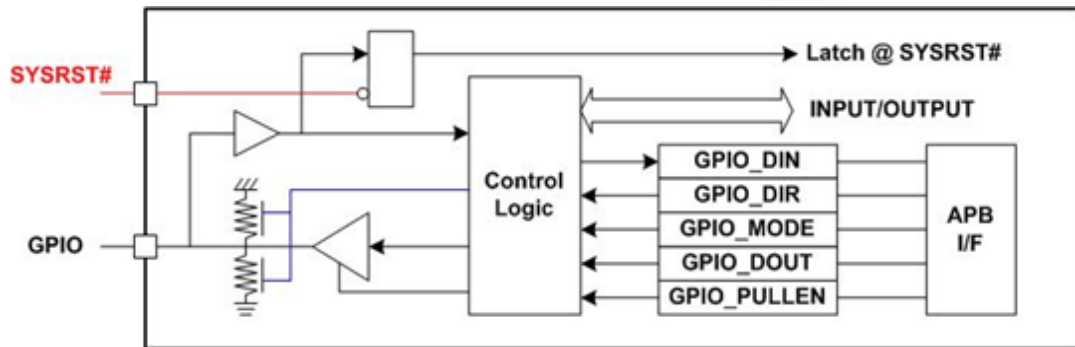 SYSRST#
Latch @ SYSRST#
INPUT/OUTPUT
Control
Logic
GPIO_DIN
GPIO_DIR
GPIO_MODE
GPIO_DOUT
GPIO_PULLEN
APB
I/F
GPIO